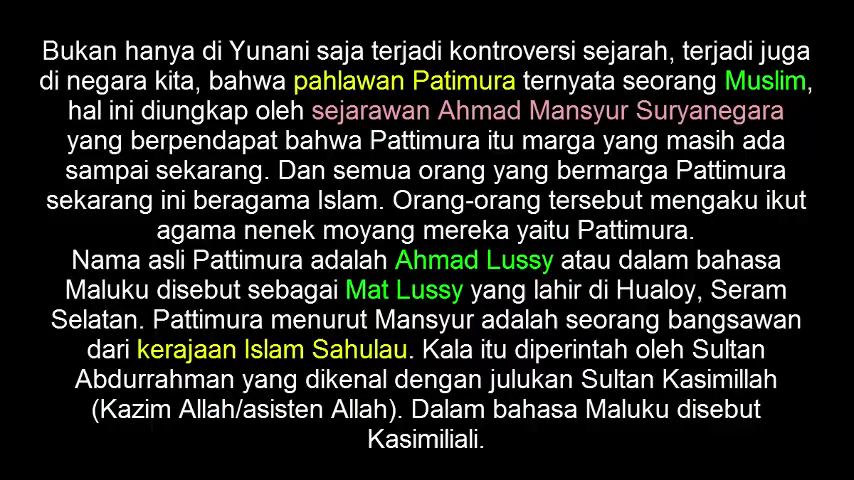 Bukan hanya di Yunani saja terjadi kontroversi sejarah, terjadi juga
di negara kita, bahwa pahlawan Patimura ternyata seorang Muslim,
hal ini diungkap oleh sejarawan Ahmad Mansyur Suryanegara
yang berpendapat bahwa Pattimura itu marga yang masih ada
sampai sekarang. Dan semua orang yang bermarga Pattimura
sekarang ini beragama Islam. Orang-orang tersebut mengaku ikut
agama nenek moyang mereka yaitu Pattimura.
Nama asli Pattimura adalah Ahmad Lussy atau dalam bahasa
Maluku disebut sebagai Mat Lussy yang lahir di Hualoy, Seram
Selatan. Pattimura menurut Mansyur adalah seorang bangsawan
dari kerajaan Islam Sahulau. Kala itu diperintah oleh Sultan
Abdurrahman yang dikenal dengan julukan Sultan Kasimillah
(Kazim Allah/asisten Allah). Dalam bahasa Maluku disebut
Kasimiliali.